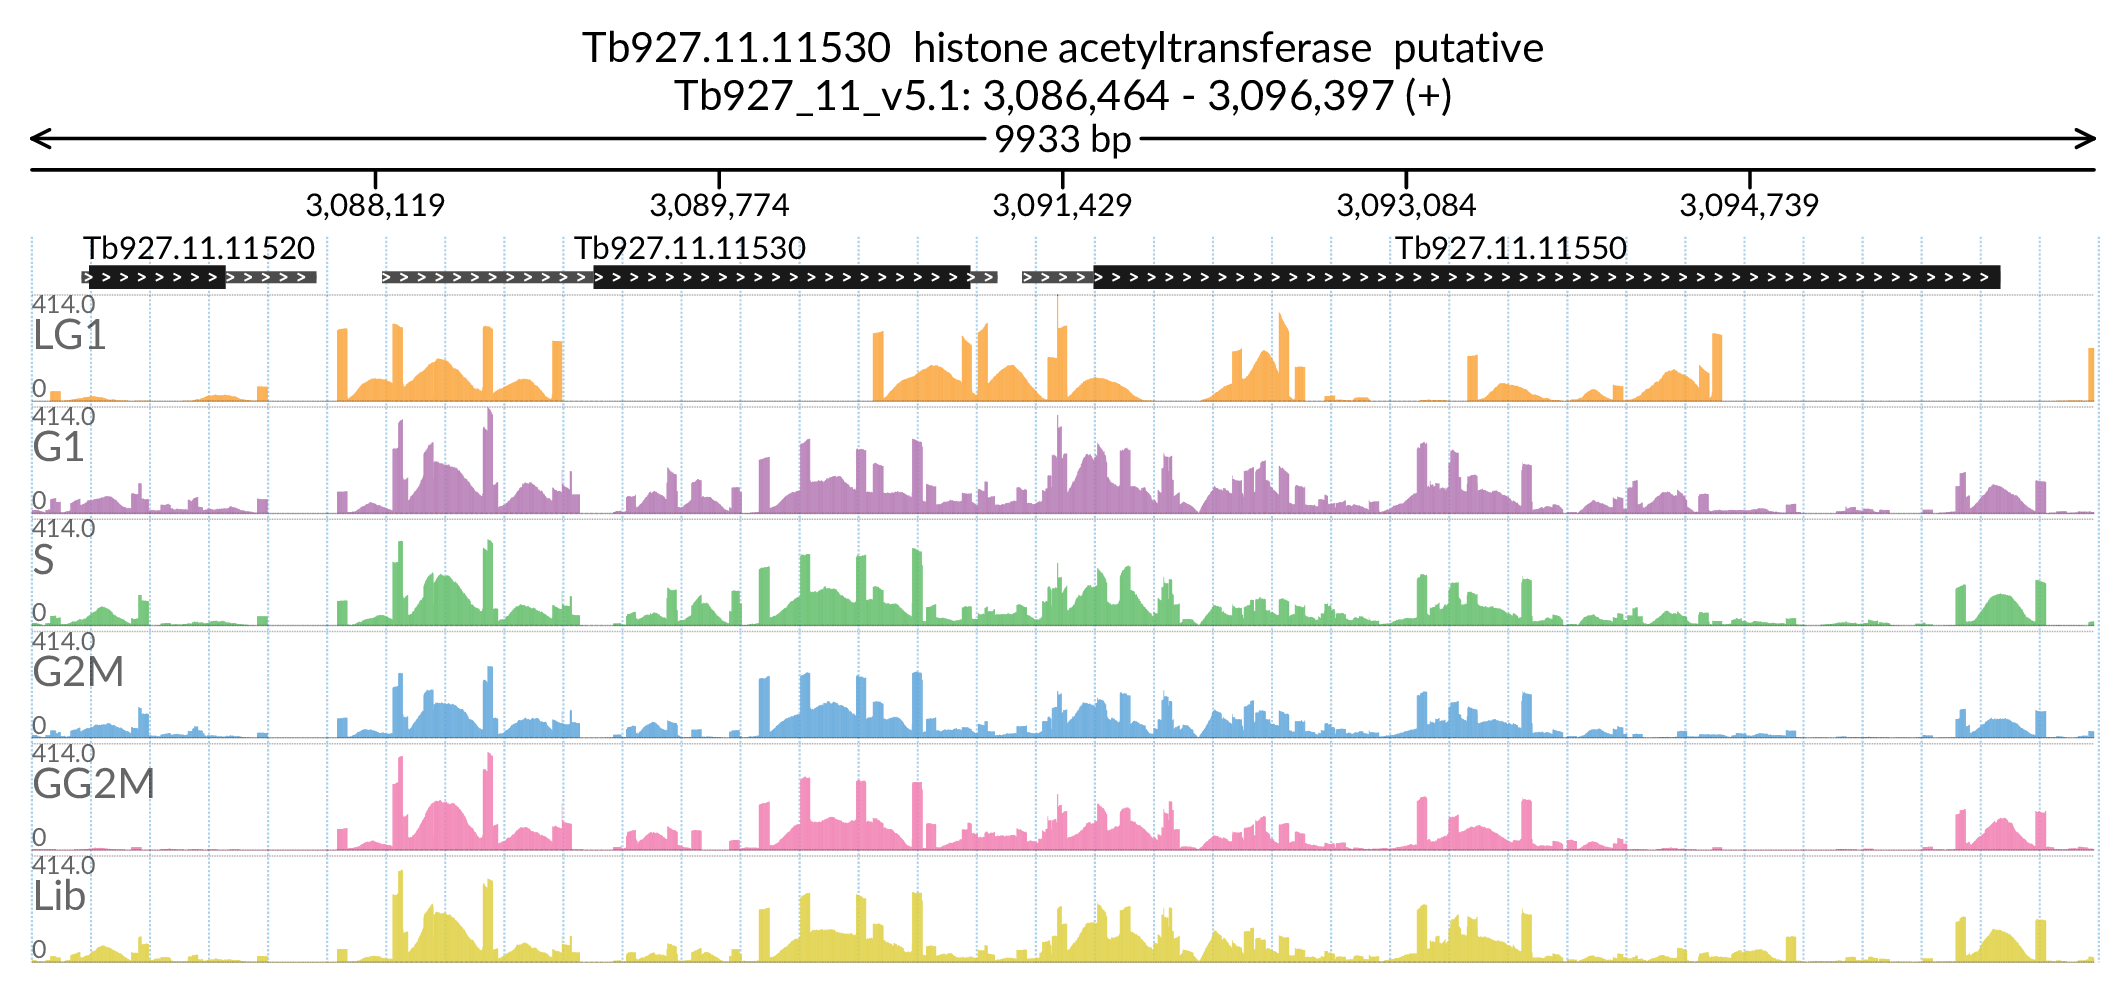 Tb927.11.11530 histone acetyltransferase putative
Tb927_11_v5.1: 3,086,464 - 3,096,397 (+)
9933 bp
3,088,119 3,089,774 3,091,429 3,093,084 3,094,739
Tb927.11.11520 Tb927.11.11530 Tb927.11.11550
414.0
LG1
0
414.0
G1
0
414.0
S
0
414.0
G2M
0
414.0
GG2M
0
414.0
Lib
0